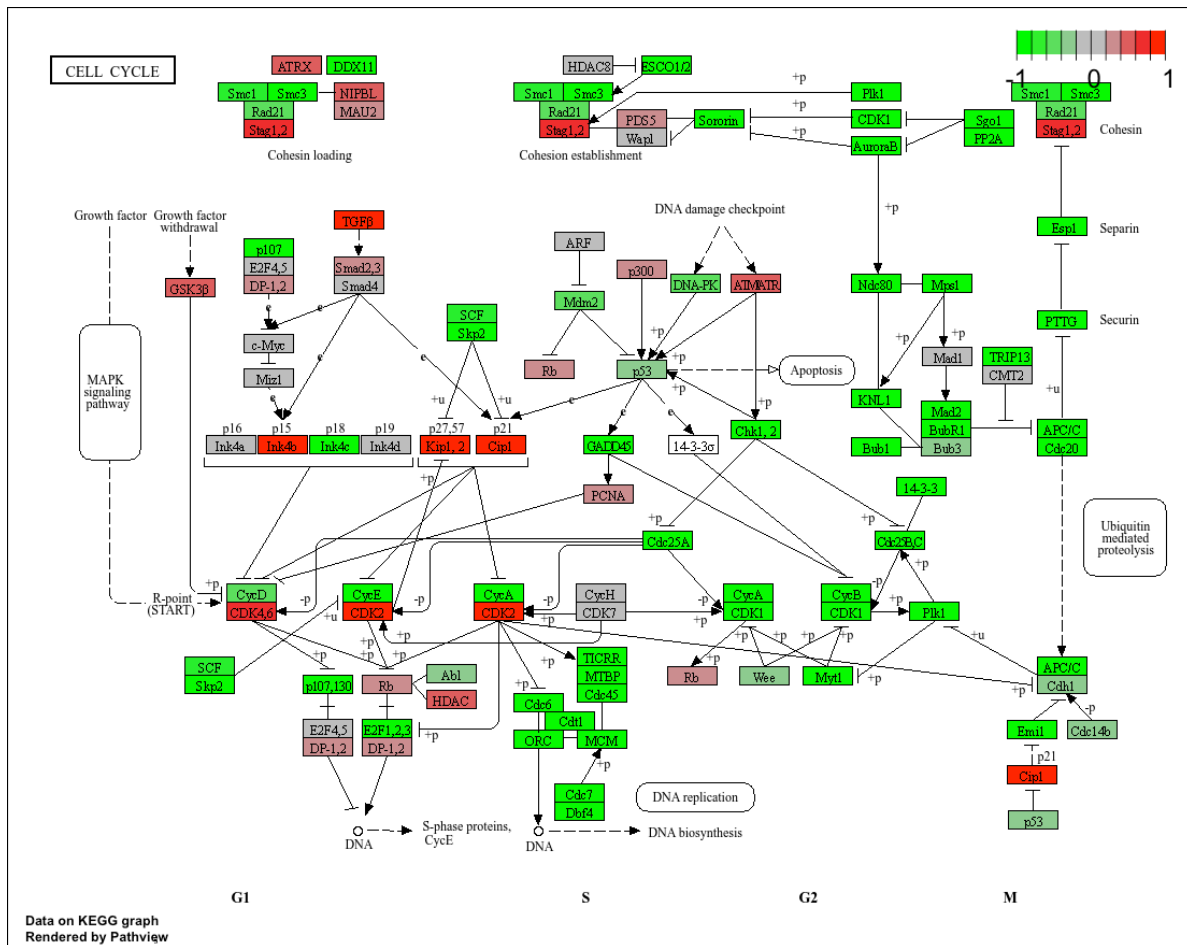 CELL CYCLE
ATRX
DDX11
Smc1
Smc3
NIPBL
Rad21
MAU2
Stag1,2
Cohesin loading
HDAC8
ESCO1/2
Smc1
Smc3
Rad21
Stag1,2
PDS5
Wapl
Sororin
Cohesion establishment
+p
Plk1
+p
CDK1
+p
AuroraB
Sgo1
PP2A
-1
0
1
Smc1
Smc3
Rad21
Stag1,2
Cohesin
Growth factor
Growth factor
withdrawal
TGFβ
p107
E2F4,5
DP-1,2
Smad2,3
Smad4
GSK3β
e
e
c-Myc
Miz1
e
e
e
MAPK
signaling
pathway
SCF
Skp2
+u
+u
DNA damage checkpoint
ARF
p300
DNA-PK
ATM/ATR
Mdm2
+p
+p
+p
Rb
p53
Apoptosis
e
e
+p
+p
+p
Esp1
Separin
Ndc80
Mps1
+p
+p
PTTG
Securin
Mad1
TRIP13
CMT2
+u
KNL1
Mad2
BubR1
Bub3
Bub1
APC/C
Cdc20
p16
p15
p18
p19
p27,57
p21
Ink4a
Ink4b
Ink4c
Ink4d
Kip1, 2
Cip1
+p
GADD45
14-3-3σ
Chk1, 2
PCNA
14-3-3
+p
+p
Cdc25A
Cdc25B,C
Ubiquitin
mediated
proteolysis
R-point
(START)
+p
CycD
CDK4,6
-p
CycE
CDK2
-p
CycA
CDK2
-p
+p
CycH
CDK7
-p
+p
CycA
CDK1
CycB
CDK1
-p
+p
Plk1
+u
+u
+p
+p
+p
+p
+p
+p
+p
+p
+p
+p
SCF
Skp2
p107,130
Rb
Abl
HDAC
TICRR
MTBP
Cdc45
Rb
Wee
Myt1
+p
APC/C
Cdh1
-p
E2F4,5
DP-1,2
E2F1,2,3
DP-1,2
+p
Cdc6
Cdt1
ORC
MCM
+p
Emi1
Cdc14b
p21
Cip1
Cdc7
Dbf4
DNA replication
p53
DNA
S-phase proteins,
CycE
DNA
DNA biosynthesis
G1
S
G2
M
Data on KEGG graph
Rendered by Pathview